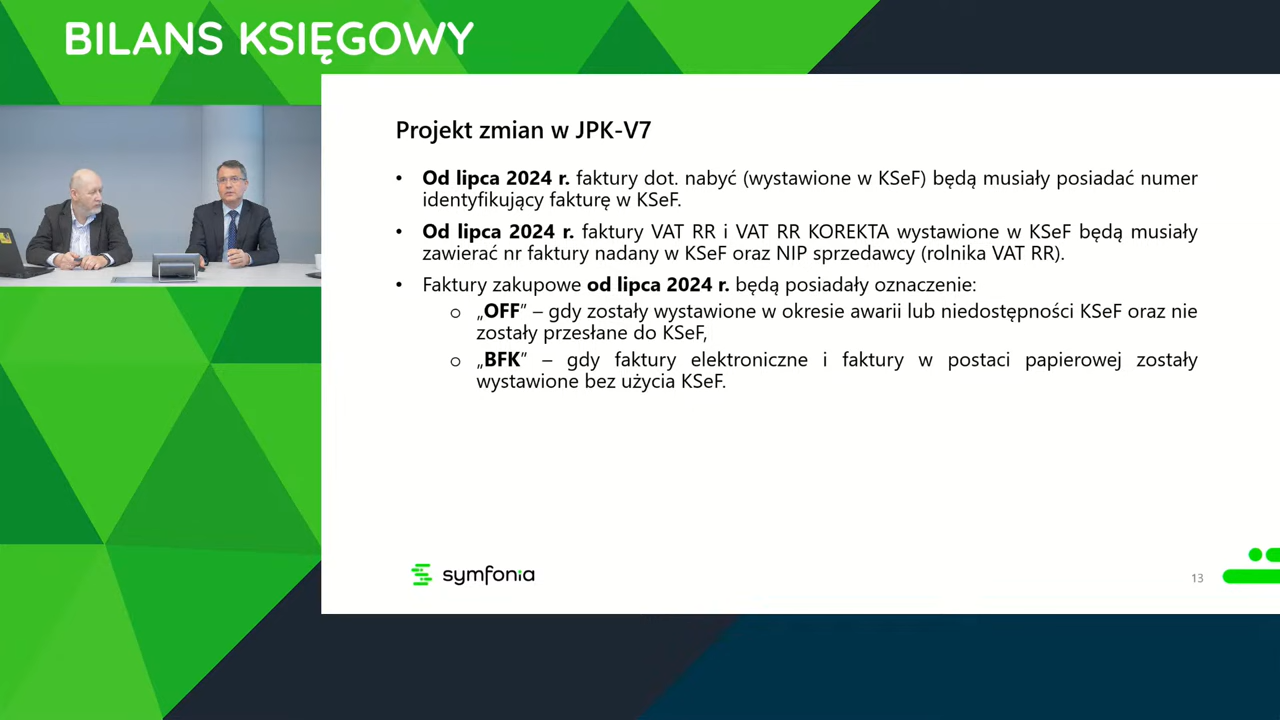 BILANS KSIĘGOWY
Projekt zmian w JPK-V7
• Od lipca 2024 r. faktury dot. nabyć (wystawione w KSeF) będą musiały posiadać numer
identyfikujący fakturę w KSeF.
• Od lipca 2024 r. faktury VAT RR i VAT RR KOREKTA wystawione w KSeF będą musiały
zawierać nr faktury nadany w KSeF oraz NIP sprzedawcy (rolnika VAT RR).
• Faktury zakupowe od lipca 2024 r. będą posiadały oznaczenie:
o „OFF” – gdy zostały wystawione w okresie awarii lub niedostępności KSeF oraz nie
zostały przesłane do KSeF,
o „BFK” – gdy faktury elektroniczne i faktury w postaci papierowej zostały
wystawione bez użycia KSeF.
symfonia
13